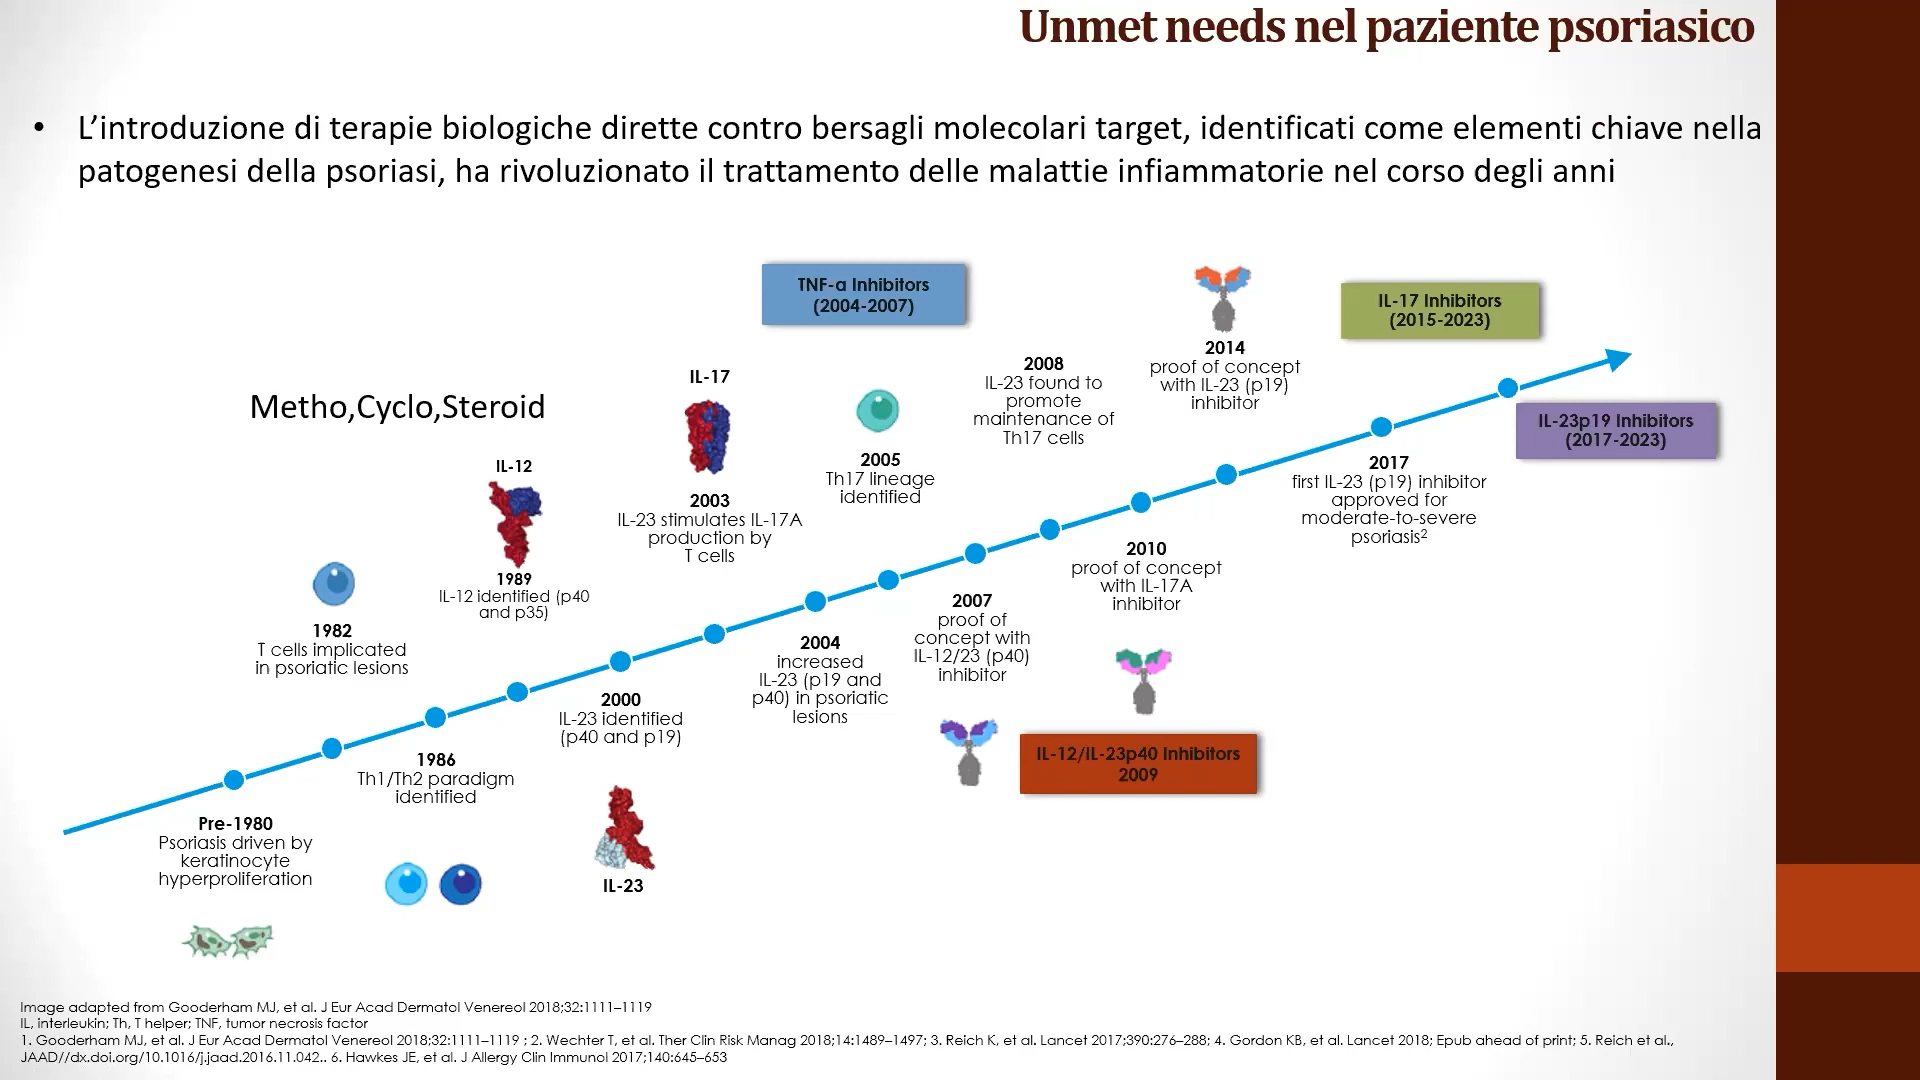 Unmet needs nel paziente psoriasico
• L’introduzione di terapie biologiche dirette contro bersagli molecolari target, identificati come elementi chiave nella
patogenesi della psoriasi, ha rivoluzionato il trattamento delle malattie infiammatorie nel corso degli anni
Metho,Cyclo,Steroid
Pre-1980
Psoriasis driven by
keratinocyte
hyperproliferation
1982
T cells implicated
in psoriatic lesions
1986
Th1/Th2 paradigm
identified
IL-12
1989
IL-12 identified (p40
and p35)
2000
IL-23 identified
(p40 and p19)
IL-23
IL-17
2003
IL-23 stimulates IL-17A
production by
T cells
TNF-α Inhibitors
(2004-2007)
2004
increased
IL-23 (p19 and
p40) in psoriatic
lesions
2005
Th17 lineage
identified
2007
proof of
concept with
IL-12/23 (p40)
inhibitor
2008
IL-23 found to
promote
maintenance of
Th17 cells
IL-12/IL-23p40 Inhibitors
2009
2010
proof of concept
with IL-17A
inhibitor
2014
proof of concept
with IL-23 (p19)
inhibitor
IL-17 Inhibitors
(2015-2023)
2017
first IL-23 (p19) inhibitor
approved for
moderate-to-severe
psoriasis²
IL-23p19 Inhibitors
(2017-2023)
Image adapted from Gooderham MJ, et al. J Eur Acad Dermatol Venereol 2018;32:1111–1119
IL, interleukin; Th, T helper; TNF, tumor necrosis factor
1. Gooderham MJ, et al. J Eur Acad Dermatol Venereol 2018;32:1111–1119 ; 2. Wechter T, et al. Ther Clin Risk Manag 2018;14:1489–1497; 3. Reich K, et al. Lancet 2017;390:276–288; 4. Gordon KB, et al. Lancet 2018; Epub ahead of print; 5. Reich et al.,
JAAD//dx.doi.org/10.1016/j.jaad.2016.11.042.. 6. Hawkes JE, et al. J Allergy Clin Immunol 2017;140:645–653